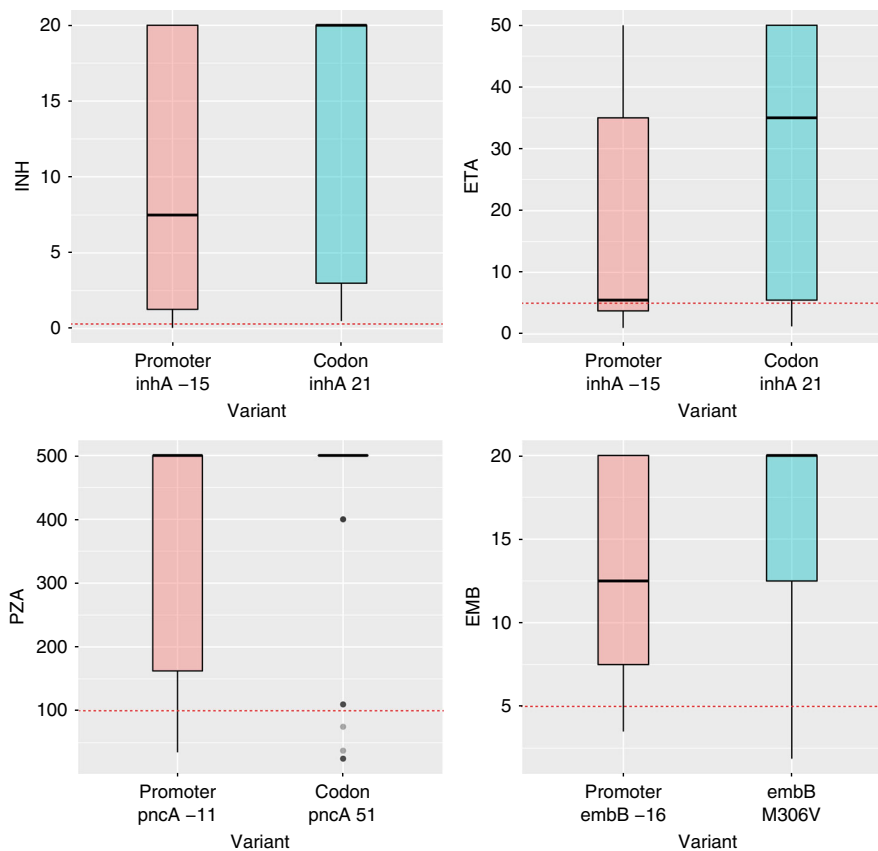 20
15
10
5
0
INH
Promoter
inhA −15
Codon
inhA 21
Variant
50
40
30
20
10
0
ETA
Promoter
inhA −15
Codon
inhA 21
Variant
500
400
300
200
100
PZA
Promoter
pncA −11
Codon
pncA 51
Variant
20
15
10
5
EMB
Promoter
embB −16
embB
M306V
Variant